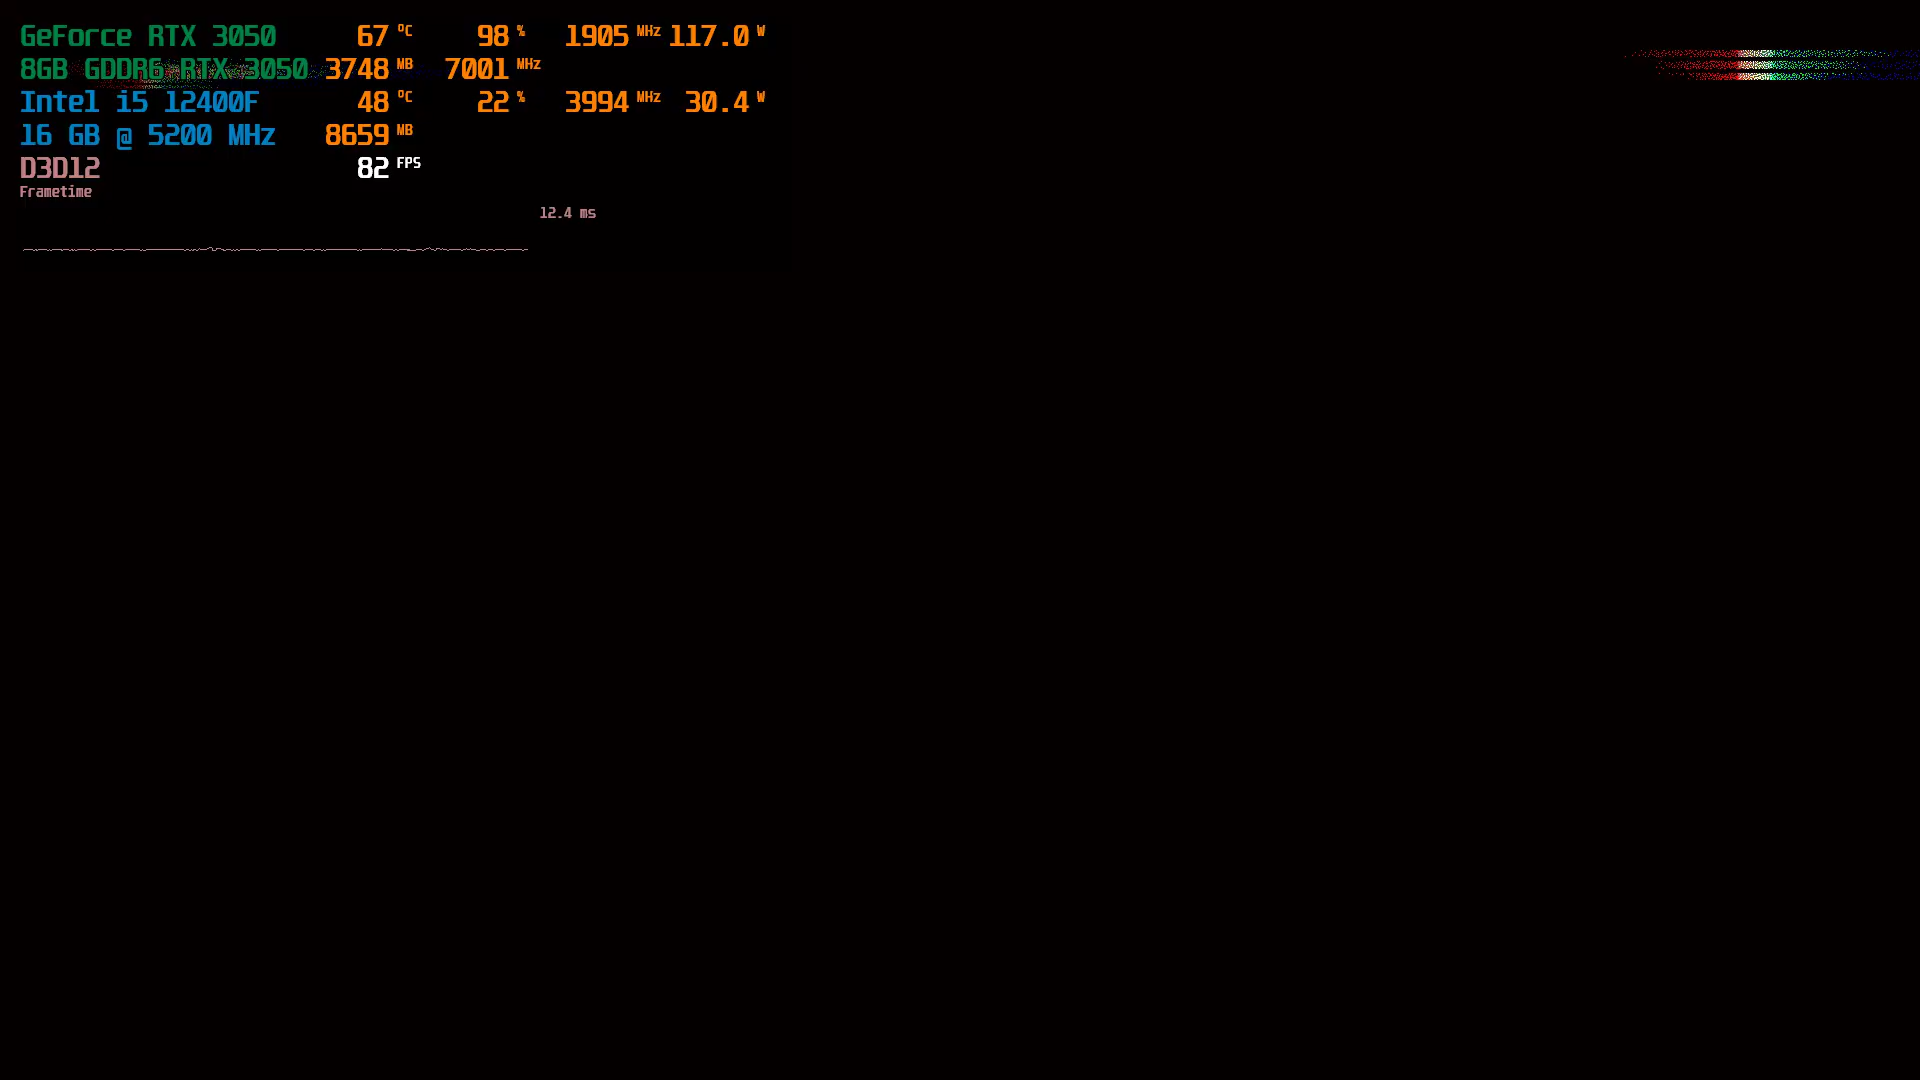 GeForce RTX 3050 67 °C 98 % 1905 MHz 117.0 W
8GB GDDR6 RTX 3050 3748 MB 7001 MHz
Intel i5 12400F 48 °C 22 % 3994 MHz 30.4 W
16 GB @ 5200 MHz 8659 MB
D3D12 82 FPS
Frametime
12.4 ms